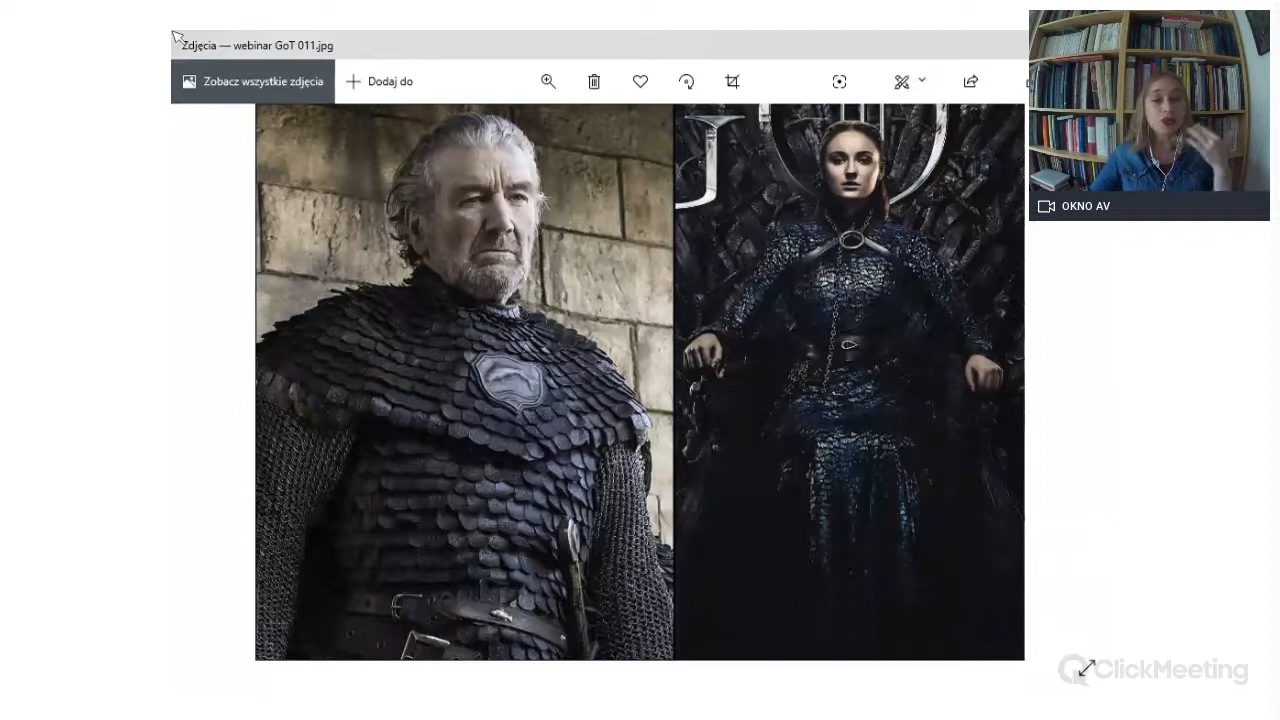 Zdjęcia — webinar GoT 011.jpg
Zobacz wszystkie zdjęcia
Dodaj do
OKNO AV
ClickMeeting